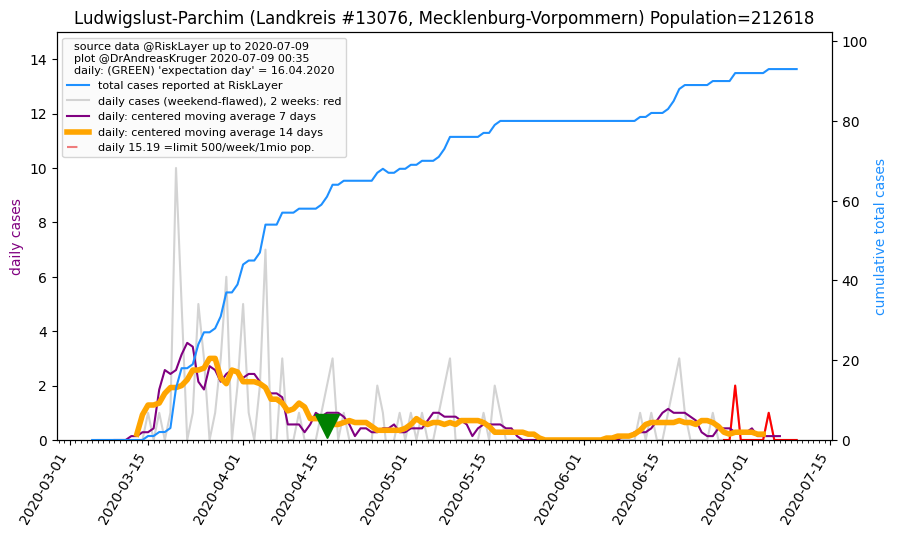 Ludwigslust-Parchim (Landkreis #13076, Mecklenburg-Vorpommern) Population=212618
source data @RiskLayer up to 2020-07-09
plot @DrAndreasKruger 2020-07-09 00:35
daily: (GREEN) 'expectation day' = 16.04.2020
total cases reported at RiskLayer
daily cases (weekend-flawed), 2 weeks: red
daily: centered moving average 7 days
daily: centered moving average 14 days
daily 15.19 =limit 500/week/1mio pop.
daily cases
14
12
10
8
6
4
2
0
cumulative total cases
100
80
60
40
20
0
2020-03-01
2020-03-15
2020-04-01
2020-04-15
2020-05-01
2020-05-15
2020-06-01
2020-06-15
2020-07-01
2020-07-15